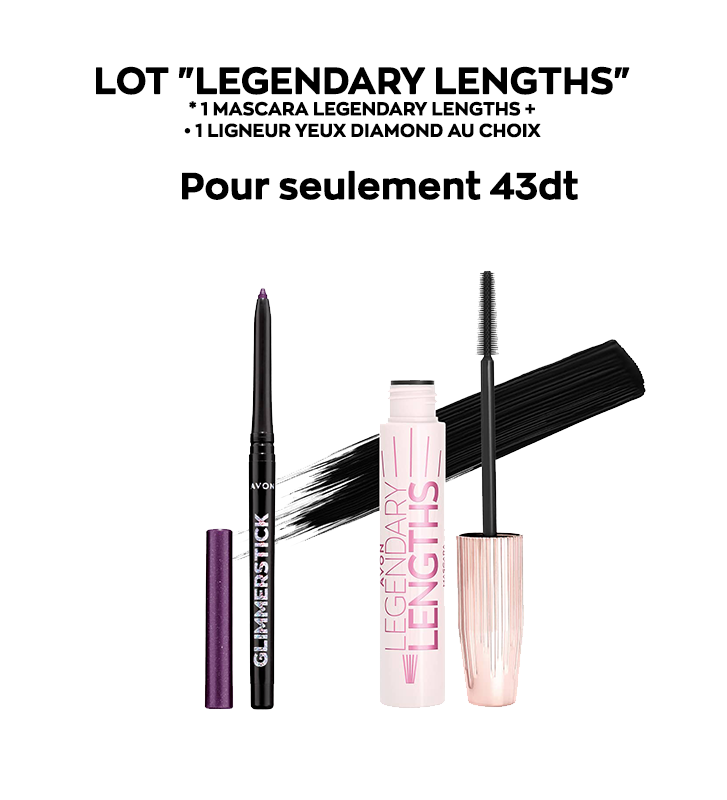 LOT "LEGENDARY LENGTHS"
* 1 MASCARA LEGENDARY LENGTHS +
• 1 LIGNEUR YEUX DIAMOND AU CHOIX
Pour seulement 43dt
AVON
GLIMMERSTICK
AVON
LEGENDARY
LENGTHS
MASCARA